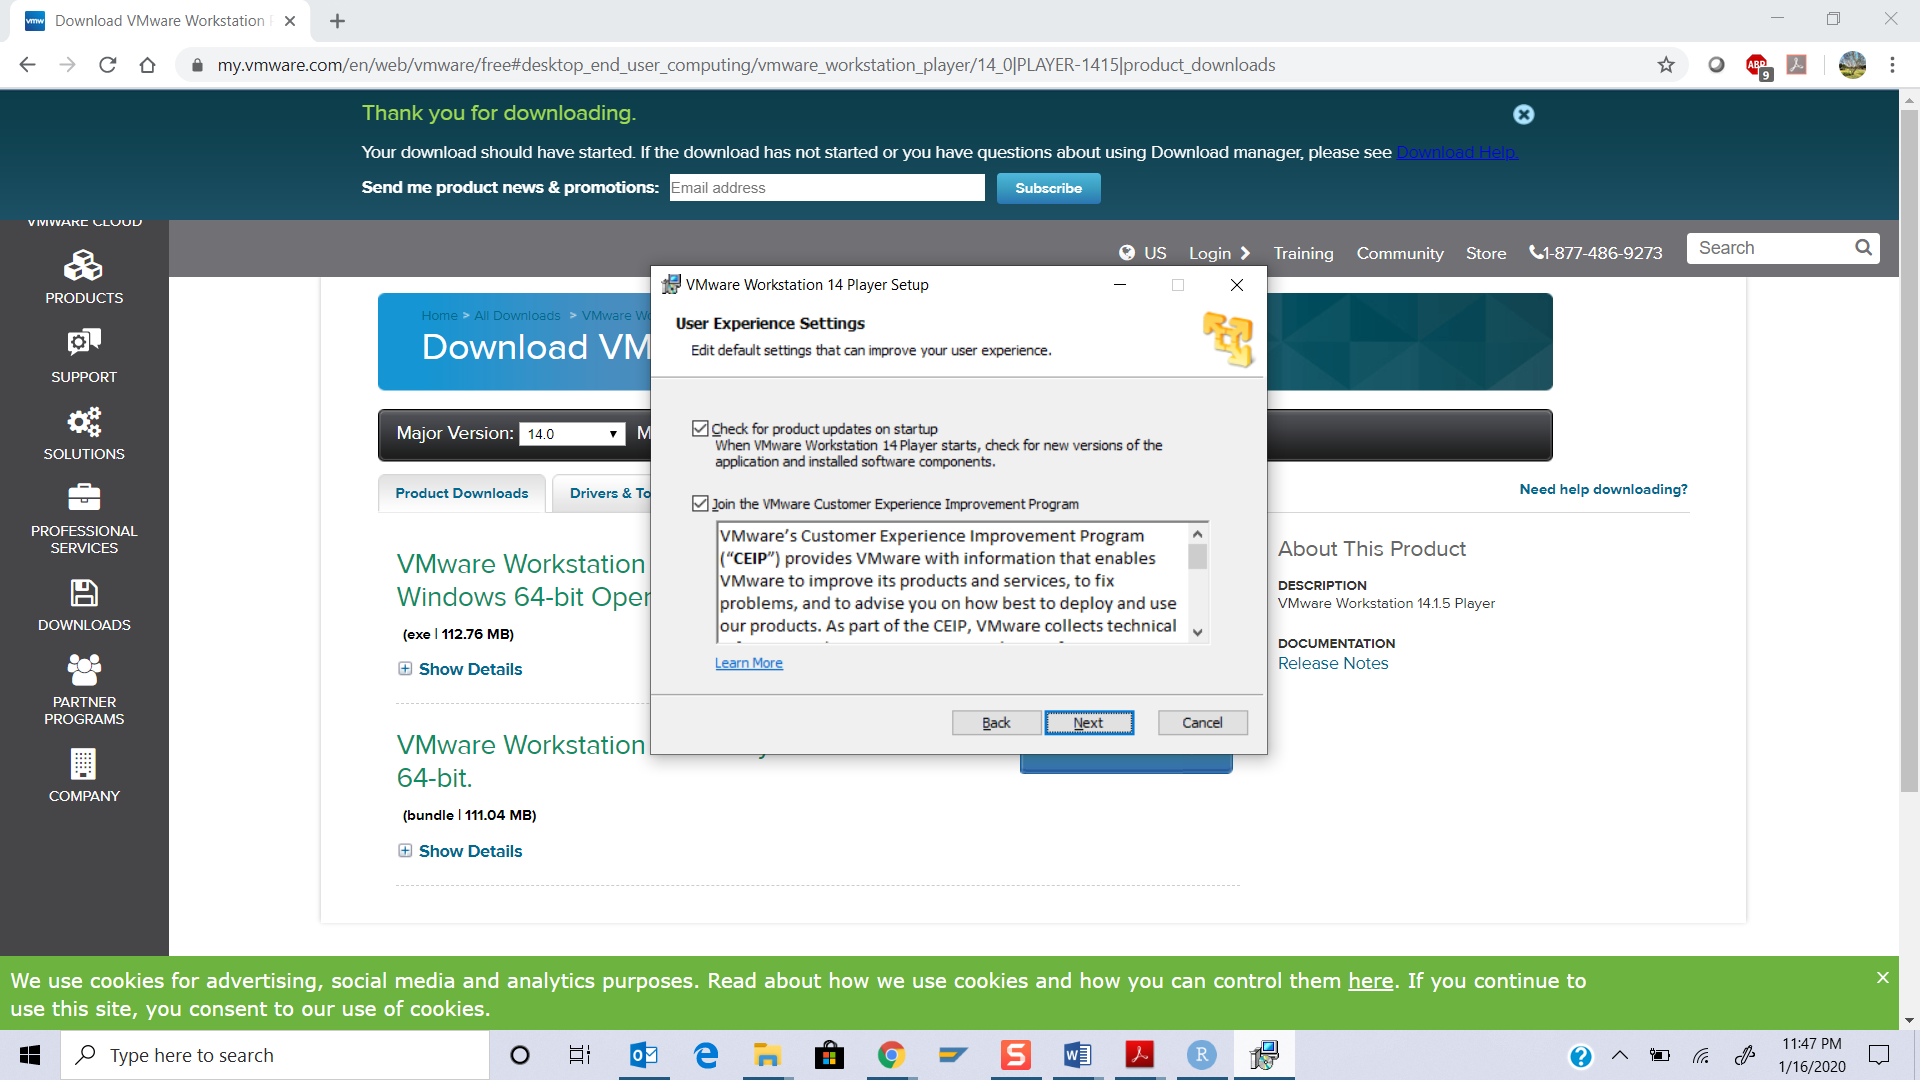 vmw
Download VMware Workstation
my.vmware.com/en/web/vmware/free#desktop_end_user_computing/vmware_workstation_player/14_0|PLAYER-1415|product_downloads
ABP
9
Thank you for downloading.
Your download should have started. If the download has not started or you have questions about using Download manager, please see Download Help.
Send me product news & promotions:
Email address
Subscribe
VMWARE CLOUD
US
Login
Training
Community
Store
1-877-486-9273
Search
PRODUCTS
SUPPORT
SOLUTIONS
PROFESSIONAL
SERVICES
DOWNLOADS
PARTNER
PROGRAMS
COMPANY
Home > All Downloads > VMware Wo
Download VM
Major Version:
14.0
M
Product Downloads
Drivers & To
Need help downloading?
VMware Workstation
Windows 64-bit Oper
(exe | 112.76 MB)
Show Details
VMware Workstation
64-bit.
(bundle | 111.04 MB)
Show Details
About This Product
DESCRIPTION
VMware Workstation 14.1.5 Player
DOCUMENTATION
Release Notes
VMware Workstation 14 Player Setup
User Experience Settings
Edit default settings that can improve your user experience.
Check for product updates on startup
When VMware Workstation 14 Player starts, check for new versions of the
application and installed software components.
Join the VMware Customer Experience Improvement Program
VMware’s Customer Experience Improvement Program
(“CEIP”) provides VMware with information that enables
VMware to improve its products and services, to fix
problems, and to advise you on how best to deploy and use
our products. As part of the CEIP, VMware collects technical
Learn More
Back
Next
Cancel
We use cookies for advertising, social media and analytics purposes. Read about how we use cookies and how you can control them here. If you continue to
use this site, you consent to our use of cookies.
Type here to search
11:47 PM
1/16/2020